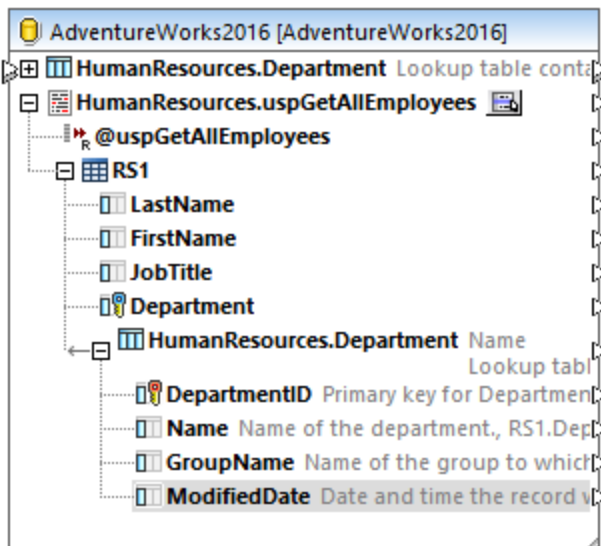 AdventureWorks2016 [AdventureWorks2016]
HumanResources.Department Lookup table conta
HumanResources.uspGetAllEmployees
R @uspGetAllEmployees
RS1
LastName
FirstName
JobTitle
Department
HumanResources.Department Name
Lookup tabl
DepartmentID Primary key for Departmen
Name Name of the department., RS1.Dep
GroupName Name of the group to which
ModifiedDate Date and time the record w